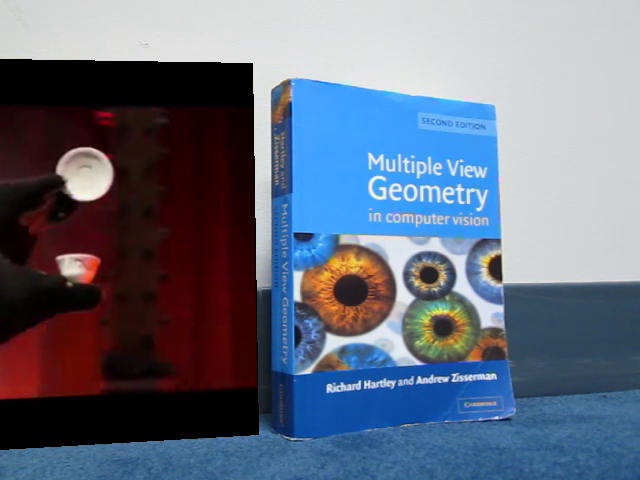 SECOND EDITION
Multiple View
Geometry
in computer vision
Richard Hartley and Andrew Zisserman
CAMBRIDGE
Hartley and
Zisserman
Multiple View Geometry